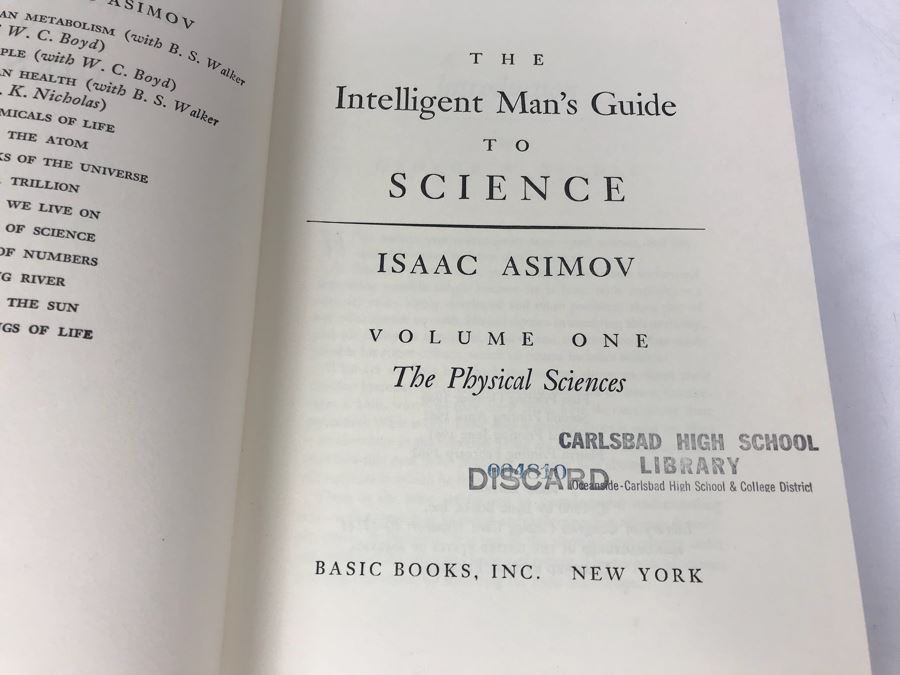 ASIMOV
AN METABOLISM (with B. S. Walker
W. C. Boyd)
PLE (with W. C. Boyd)
N HEALTH (with B. S. Walker
K. Nicholas)
MICALS OF LIFE
THE ATOM
KS OF THE UNIVERSE
TRILLION
WE LIVE ON
OF SCIENCE
OF NUMBERS
G RIVER
THE SUN
NGS OF LIFE
THE
Intelligent Man's Guide
TO
SCIENCE
ISAAC ASIMOV
VOLUME ONE
The Physical Sciences
CARLSBAD HIGH SCHOOL
LIBRARY
004810
DISCARD
Oceanside-Carlsbad High School & College District
BASIC BOOKS, INC. NEW YORK